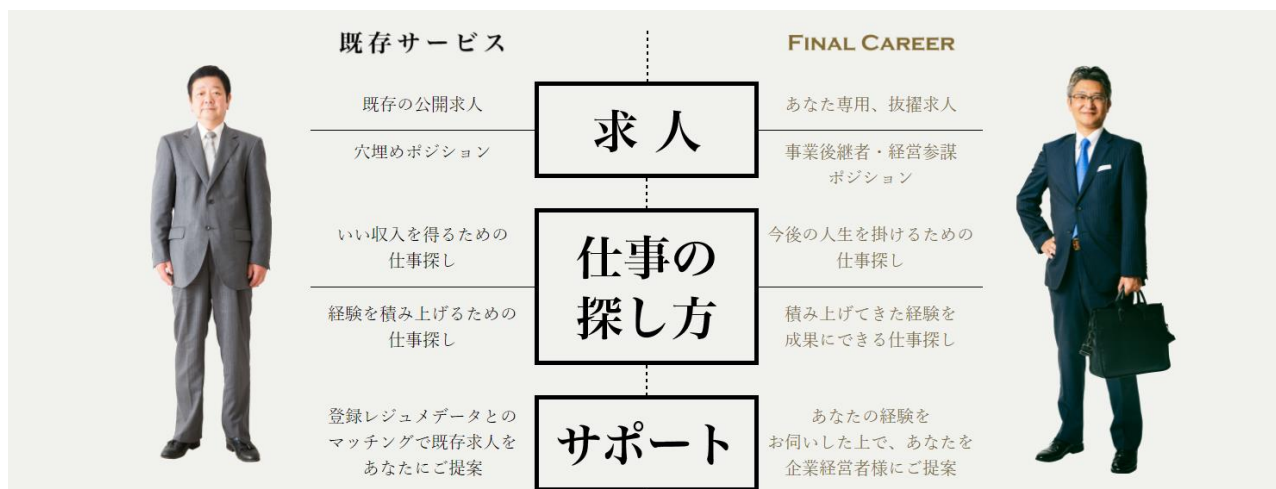 既存サービス
FINAL CAREER
既存の公開求人
穴埋めポジション
求人
あなた専用、抜擢求人
事業後継者・経営参謀
ポジション
いい収入を得るための
仕事探し
経験を積み上げるための
仕事探し
仕事の
探し方
今後の人生を掛けるための
仕事探し
積み上げてきた経験を
成果にできる仕事探し
登録レジュメデータとの
マッチングで既存求人を
あなたにご提案
サポート
あなたの経験を
お伺いした上で、あなたを
企業経営者様にご提案